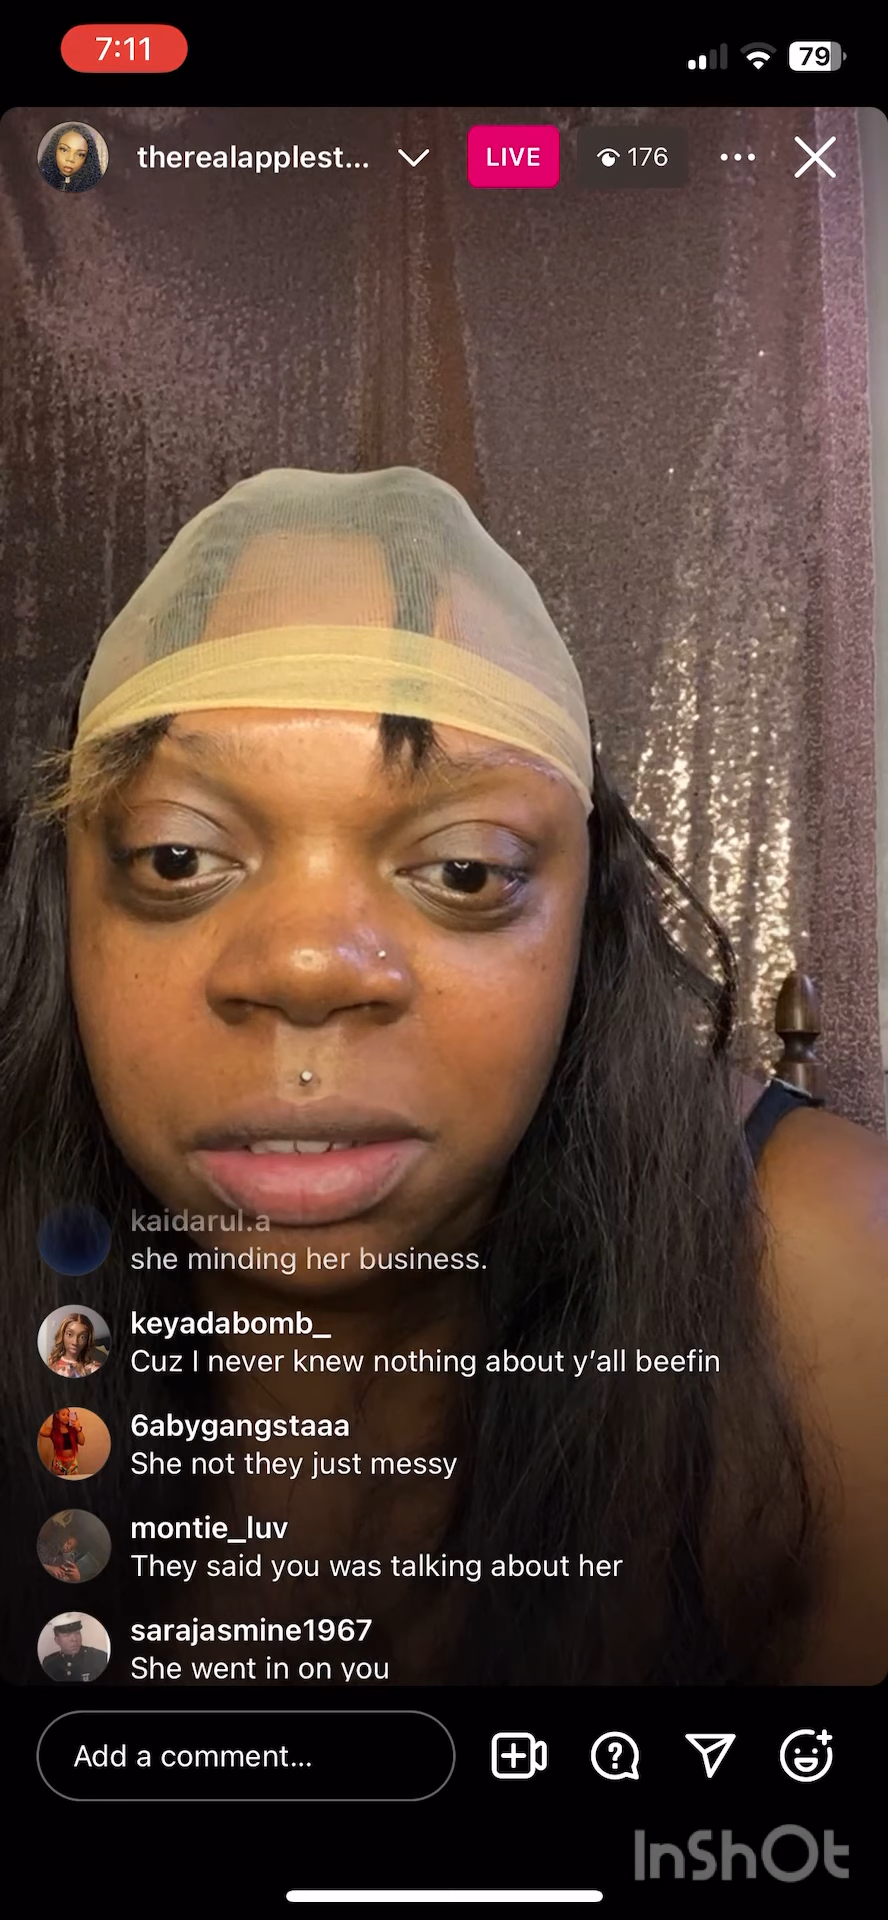 7:11
79
therealapplest...
LIVE
176
kaidarul.a
she minding her business.
keyadabomb_
Cuz I never knew nothing about y’all beefin
6abygangstaaa
She not they just messy
montie_luv
They said you was talking about her
sarajasmine1967
She went in on you
Add a comment...
InShOt